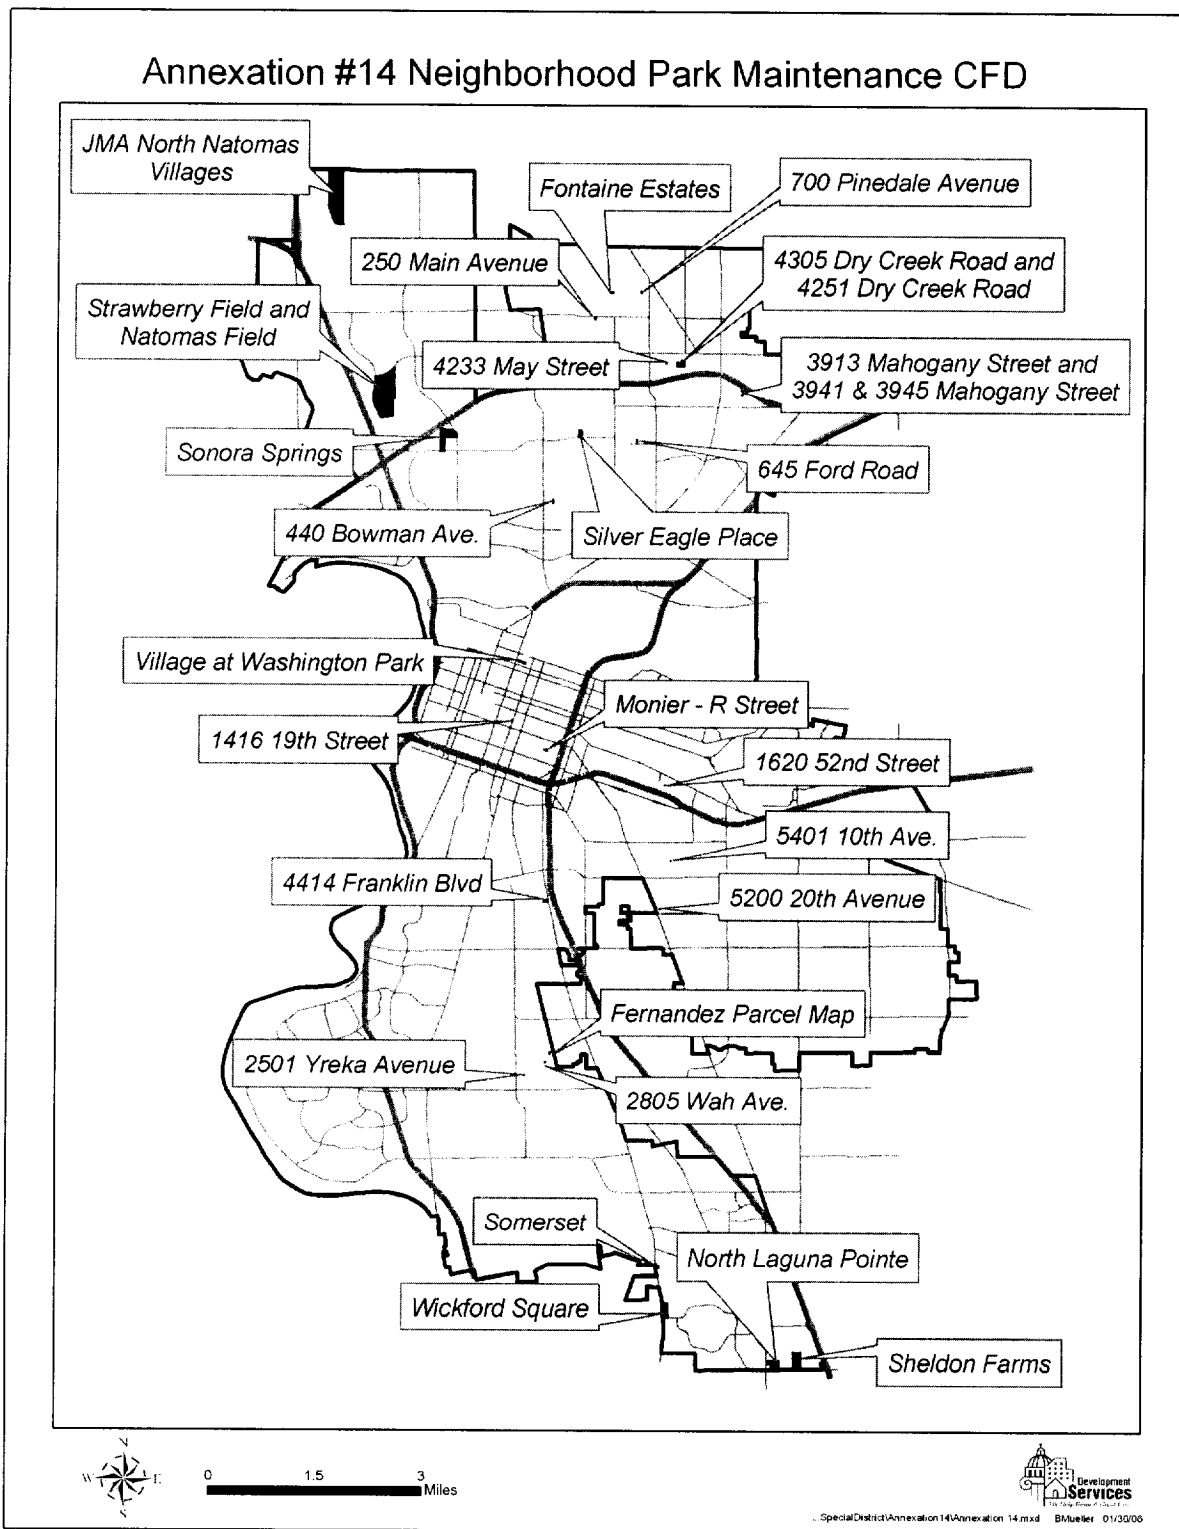 Annexation #14 Neighborhood Park Maintenance CFD
JMA North Natomas
Villages
Fontaine Estates
700 Pinedale Avenue
250 Main Avenue
4305 Dry Creek Road and
4251 Dry Creek Road
Strawberry Field and
Natomas Field
4233 May Street
3913 Mahogany Street and
3941 & 3945 Mahogany Street
Sonora Springs
645 Ford Road
440 Bowman Ave.
Silver Eagle Place
Village at Washington Park
Monier - R Street
1416 19th Street
1620 52nd Street
5401 10th Ave.
4414 Franklin Blvd
5200 20th Avenue
Fernandez Parcel Map
2501 Yreka Avenue
2805 Wah Ave.
Somerset
North Laguna Pointe
Wickford Square
Sheldon Farms
N
W E
S
0 1.5 3
Miles
Development
Services
...SpecialDistrict\Annexation14\Annexation 14.mxd BMueller 01/30/06